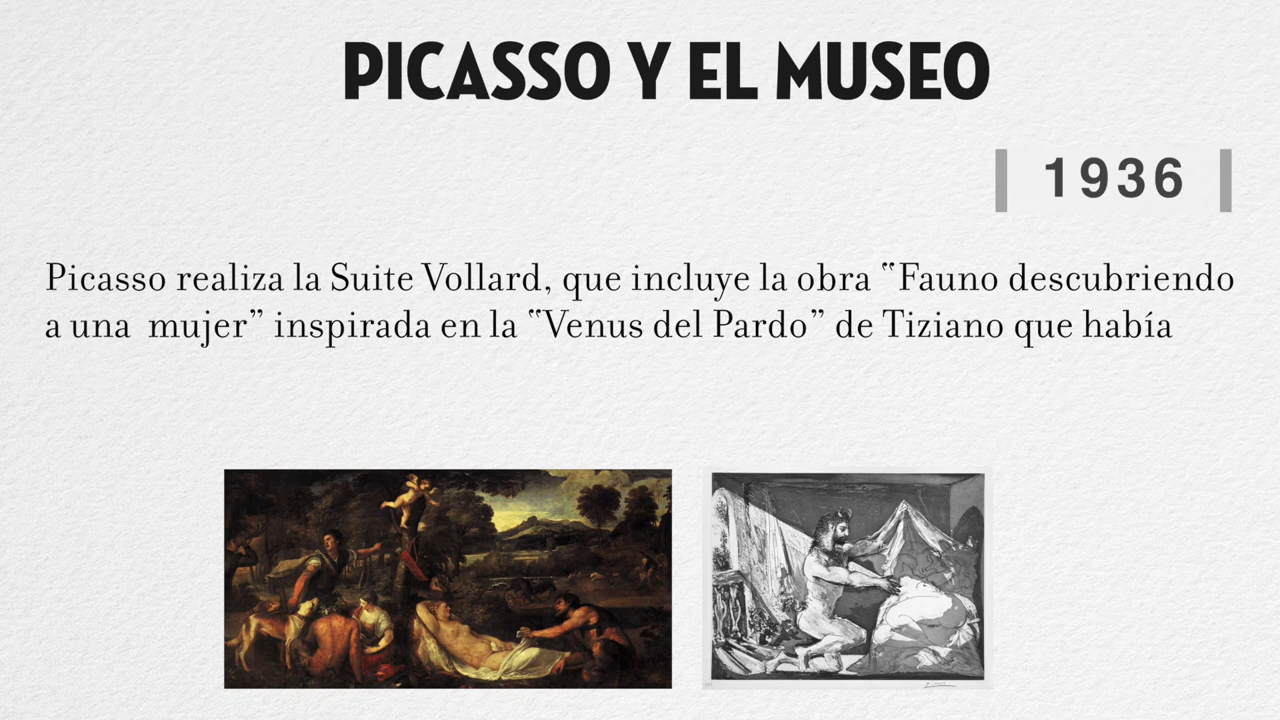 PICASSO Y EL MUSEO
| 1936 |
Picasso realiza la Suite Vollard, que incluye la obra “Fauno descubriendo
a una mujer” inspirada en la “Venus del Pardo” de Tiziano que había